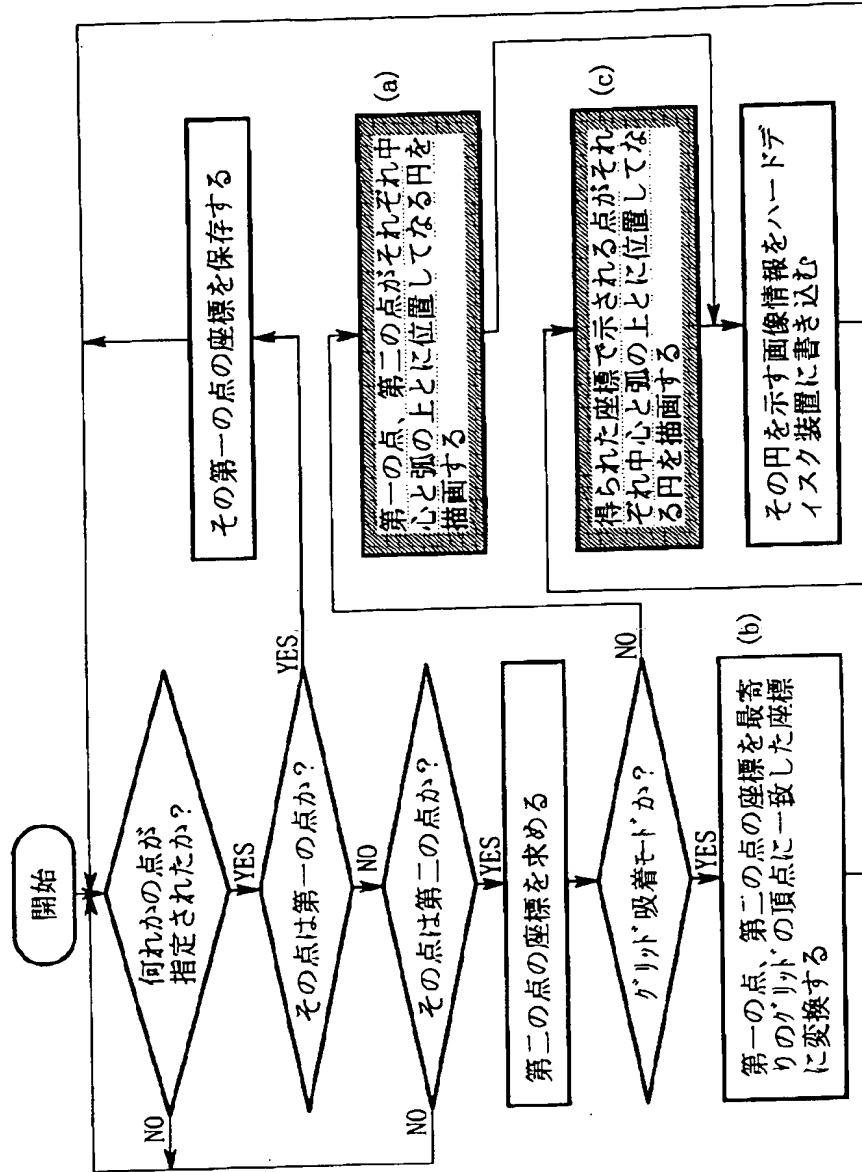 開始
何れかの点が
指定されたか?
NO
YES
その点は第一の点か?
YES
NO
その点は第二の点か?
NO
YES
第二の点の座標を求める
グリッド吸着モードか?
NO
YES
第一の点、第二の点の座標を最寄
りのグリッドの頂点に一致した座標
に変換する
(b)
その第一の点の座標を保存する
第一の点、第二の点がそれぞれ中
心と弧の上とに位置してなる円を
描画する
(a)
得られた座標で示される点がそれ
ぞれ中心と弧の上とに位置してな
る円を描画する
(c)
その円を示す画像情報をハードデ
ィスク装置に書き込む